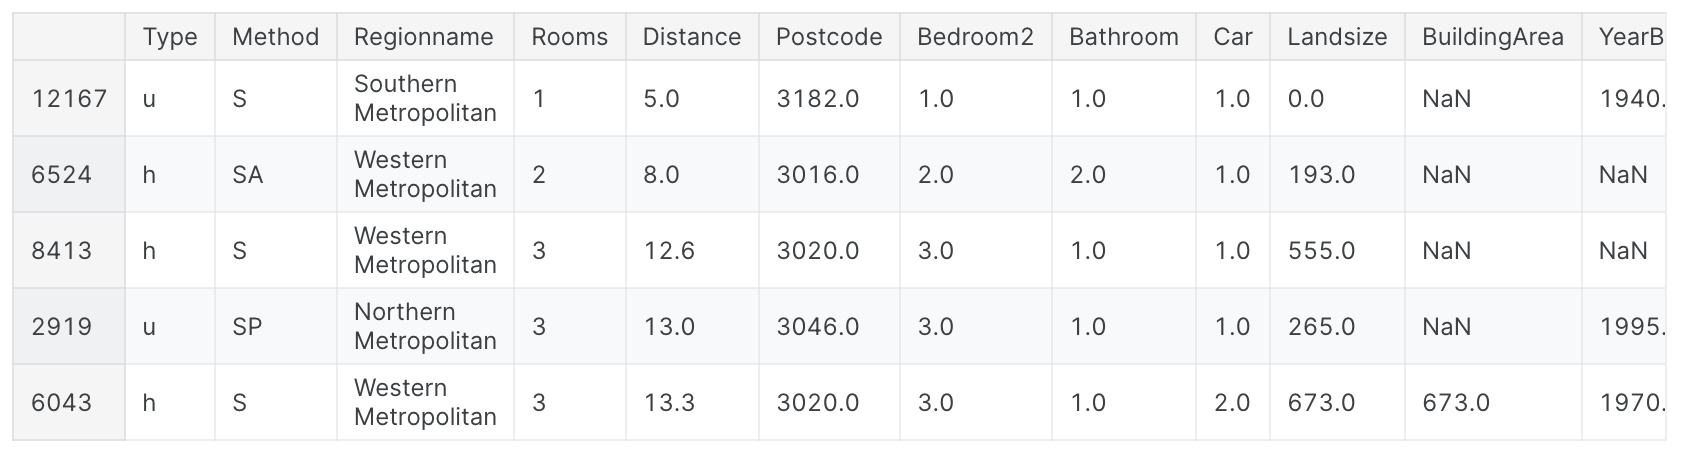 Type Method Regionname Rooms Distance Postcode Bedroom2 Bathroom Car Landsize BuildingArea YearB
12167 u S Southern Metropolitan 1 5.0 3182.0 1.0 1.0 1.0 0.0 NaN 1940.
6524 h SA Western Metropolitan 2 8.0 3016.0 2.0 2.0 1.0 193.0 NaN NaN
8413 h S Western Metropolitan 3 12.6 3020.0 3.0 1.0 1.0 555.0 NaN NaN
2919 u SP Northern Metropolitan 3 13.0 3046.0 3.0 1.0 1.0 265.0 NaN 1995.
6043 h S Western Metropolitan 3 13.3 3020.0 3.0 1.0 2.0 673.0 673.0 1970.